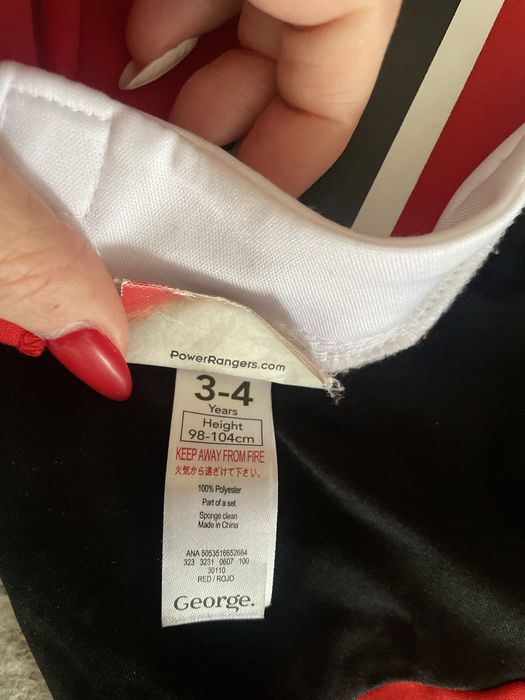 PowerRangers.com
3-4
Years
Height
98-104cm
KEEP AWAY FROM FIRE
火気から遠ざけて下さい。
100% Polyester
Part of a set
Sponge clean
Made in China
ANA 5053516652664
323 3231 0607 100
30110
RED / ROJO
George.